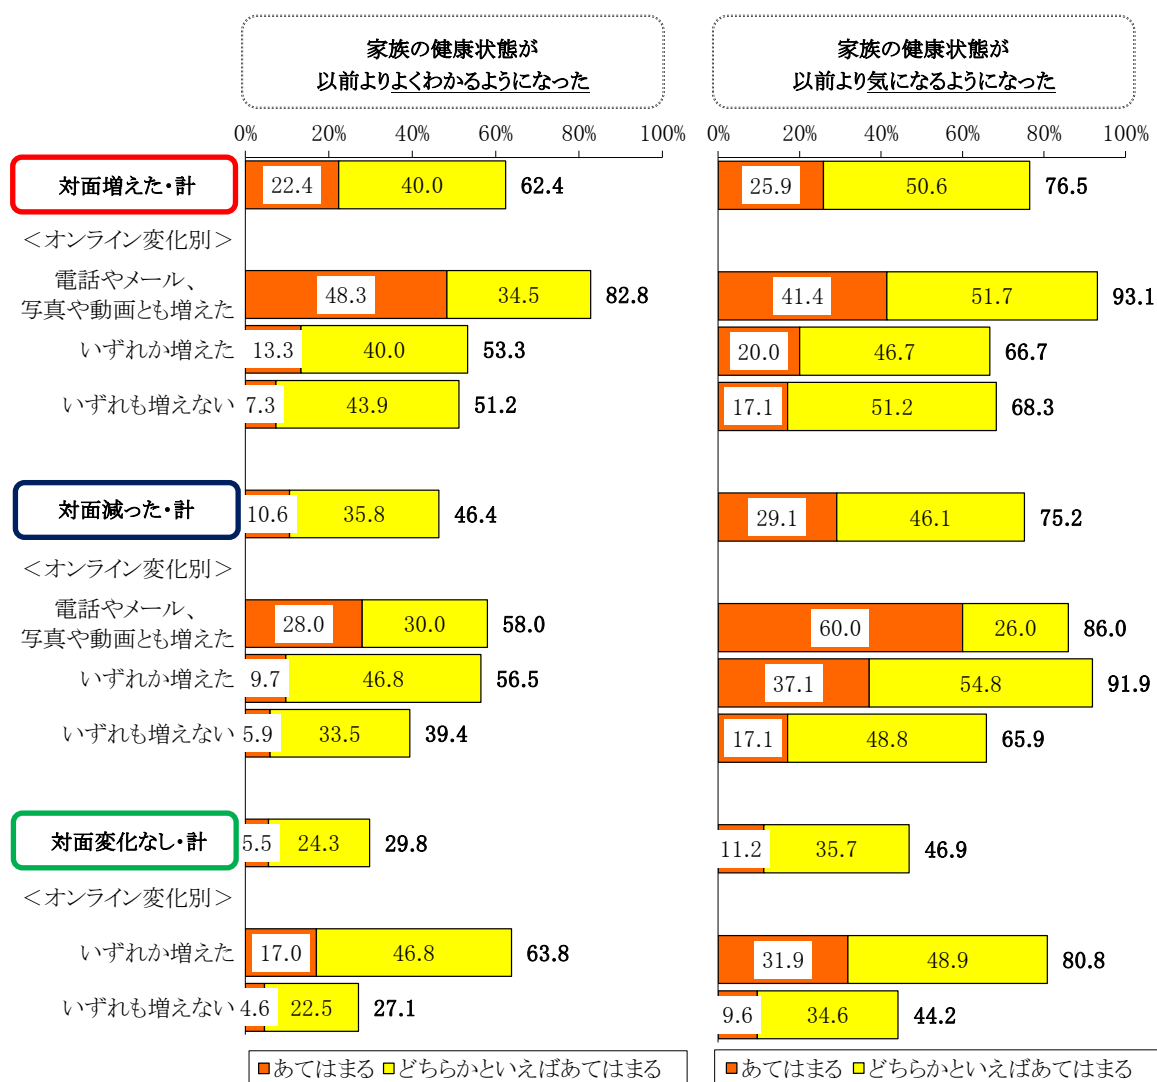 家族の健康状態が
以前よりよくわかるようになった
家族の健康状態が
以前より気になるようになった
0% 20% 40% 60% 80% 100%
0% 20% 40% 60% 80% 100%
対面増えた・計 22.4 40.0 62.4 25.9 50.6 76.5
＜オンライン変化別＞
電話やメール、
写真や動画とも増えた 48.3 34.5 82.8 41.4 51.7 93.1
いずれか増えた 13.3 40.0 53.3 20.0 46.7 66.7
いずれも増えない 7.3 43.9 51.2 17.1 51.2 68.3
対面減った・計 10.6 35.8 46.4 29.1 46.1 75.2
＜オンライン変化別＞
電話やメール、
写真や動画とも増えた 28.0 30.0 58.0 60.0 26.0 86.0
いずれか増えた 9.7 46.8 56.5 37.1 54.8 91.9
いずれも増えない 5.9 33.5 39.4 17.1 48.8 65.9
対面変化なし・計 5.5 24.3 29.8 11.2 35.7 46.9
＜オンライン変化別＞
いずれか増えた 17.0 46.8 63.8 31.9 48.9 80.8
いずれも増えない 4.6 22.5 27.1 9.6 34.6 44.2
あてはまる どちらかといえばあてはまる
あてはまる どちらかといえばあてはまる